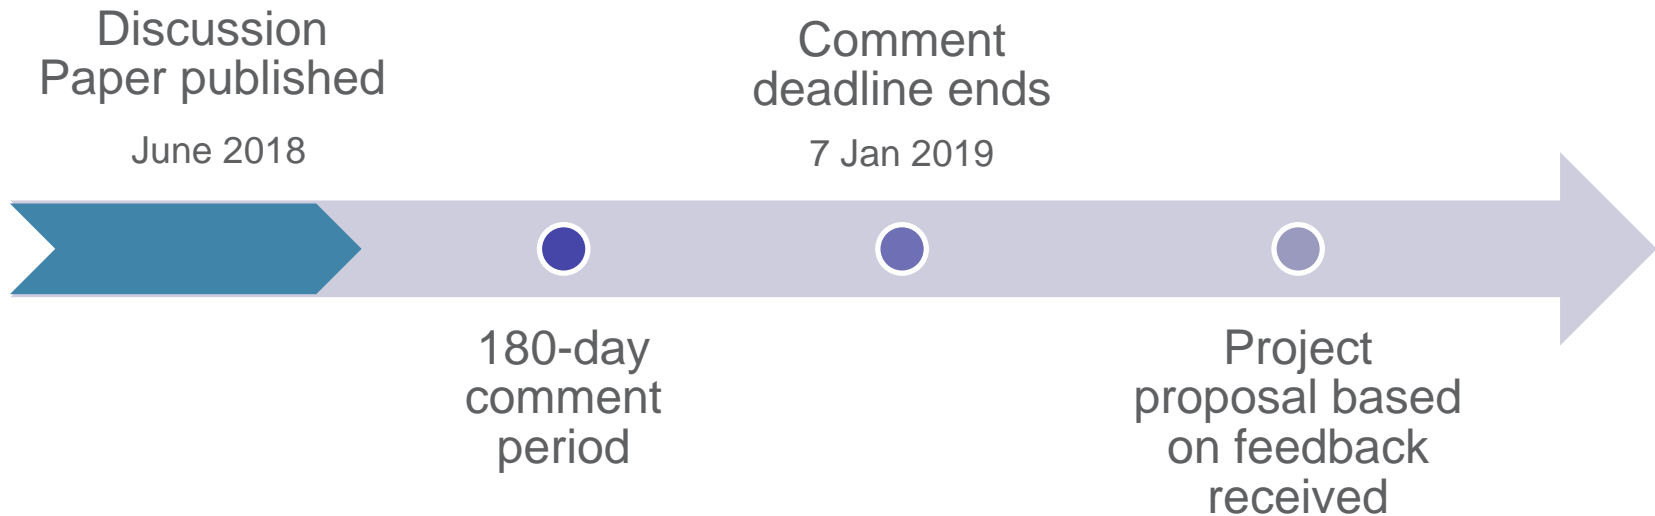 Discussion
Paper published
June 2018
180-day
comment
period
Comment
deadline ends
7 Jan 2019
Project
proposal based
on feedback
received